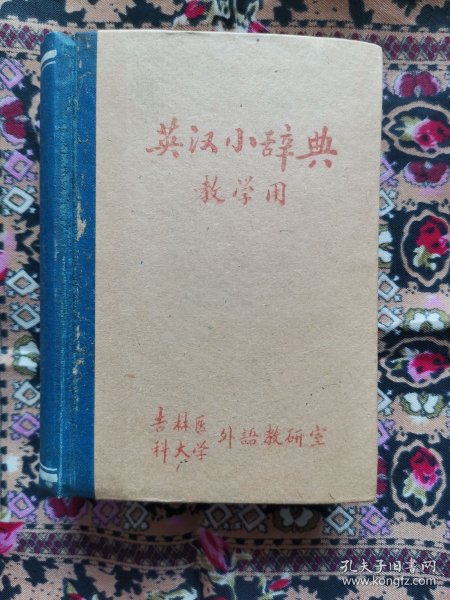 英汉小辞典
教学用
吉林医
科大学 外語教研室
孔夫子旧书网
www.kongfz.com